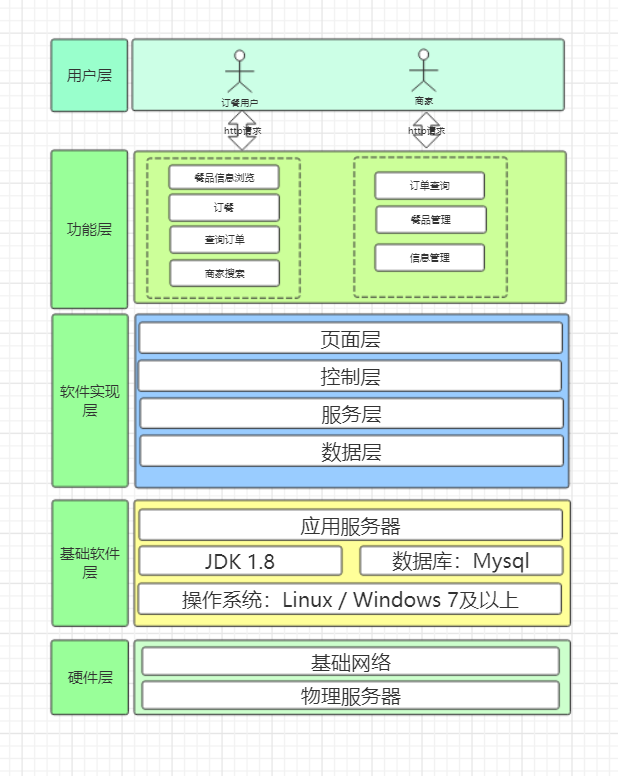 用户层
订餐用户
商家
http请求
http请求
功能层
餐品信息浏览
订餐
查询订单
商家搜索
订单查询
餐品管理
信息管理
软件实现
层
页面层
控制层
服务层
数据层
基础软件
层
应用服务器
JDK 1.8
数据库：Mysql
操作系统：Linux / Windows 7及以上
硬件层
基础网络
物理服务器